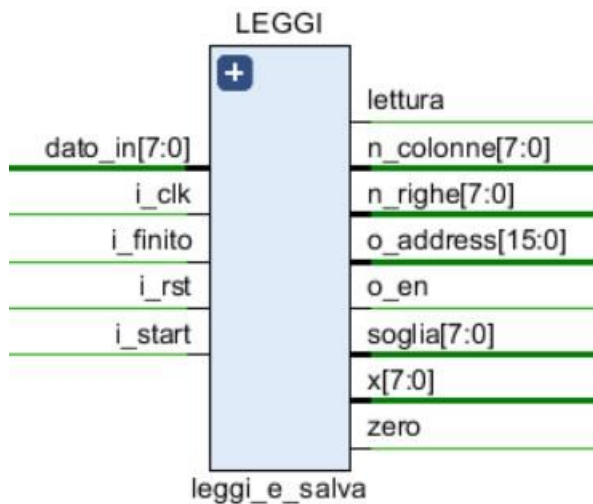 LEGGI
lettura
dato_in[7:0] n_colonne[7:0]
i_clk n_righe[7:0]
i_finito o_address[15:0]
i_rst o_en
i_start soglia[7:0]
x[7:0]
zero
leggi_e_salva